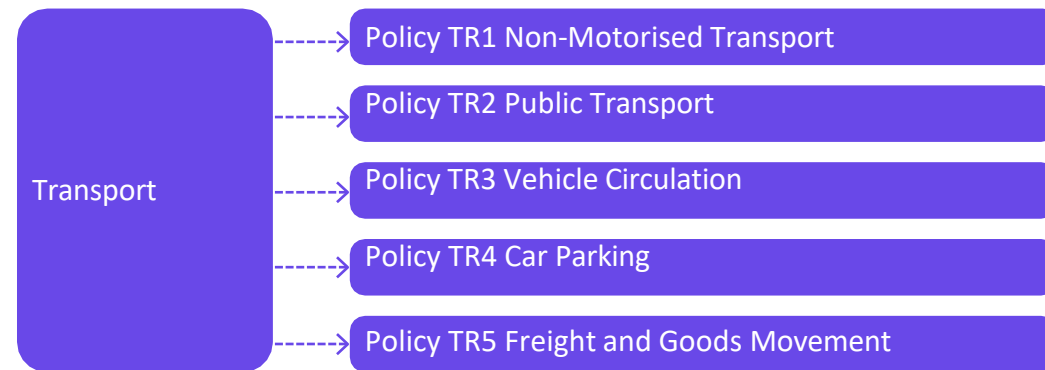 Transport
Policy TR1 Non-Motorised Transport
Policy TR2 Public Transport
Policy TR3 Vehicle Circulation
Policy TR4 Car Parking
Policy TR5 Freight and Goods Movement